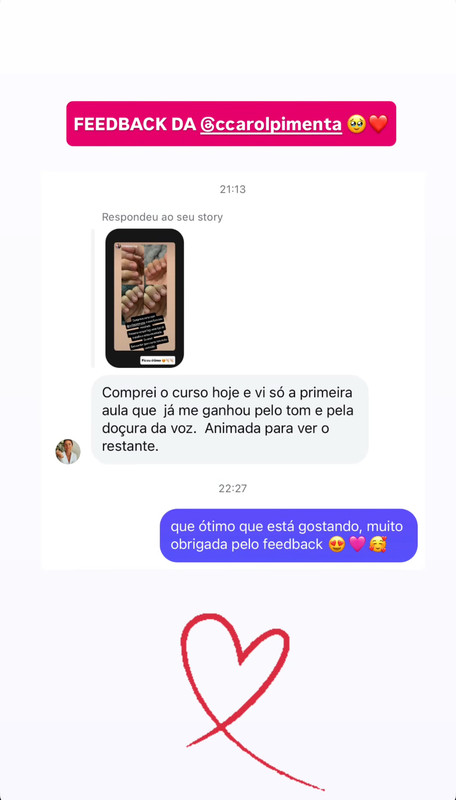 FEEDBACK DA @ccarolpimenta 🥹❤️
21:13
Respondeu ao seu story
Comprei o curso hoje e vi só a primeira
aula que já me ganhou pelo tom e pela
doçura da voz. Animada para ver o
restante.
22:27
que ótimo que está gostando, muito
obrigada pelo feedback 😍💓🥰